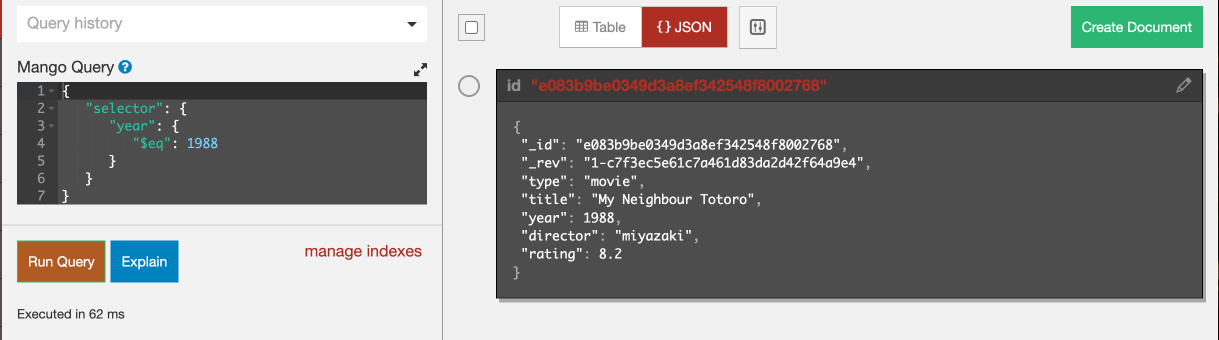 Query history
Mango Query ?
1 {
2 "selector": {
3 "year": {
4 "$eq": 1988
5 }
6 }
7 }
Run Query
Explain
manage indexes
Executed in 62 ms
Table
{} JSON
Create Document
id "e083b9be0349d3a8ef342548f8002768"
{
"_id": "e083b9be0349d3a8ef342548f8002768",
"_rev": "1-c7f3ec5e61c7a461d83da2d42f64a9e4",
"type": "movie",
"title": "My Neighbour Totoro",
"year": 1988,
"director": "miyazaki",
"rating": 8.2
}